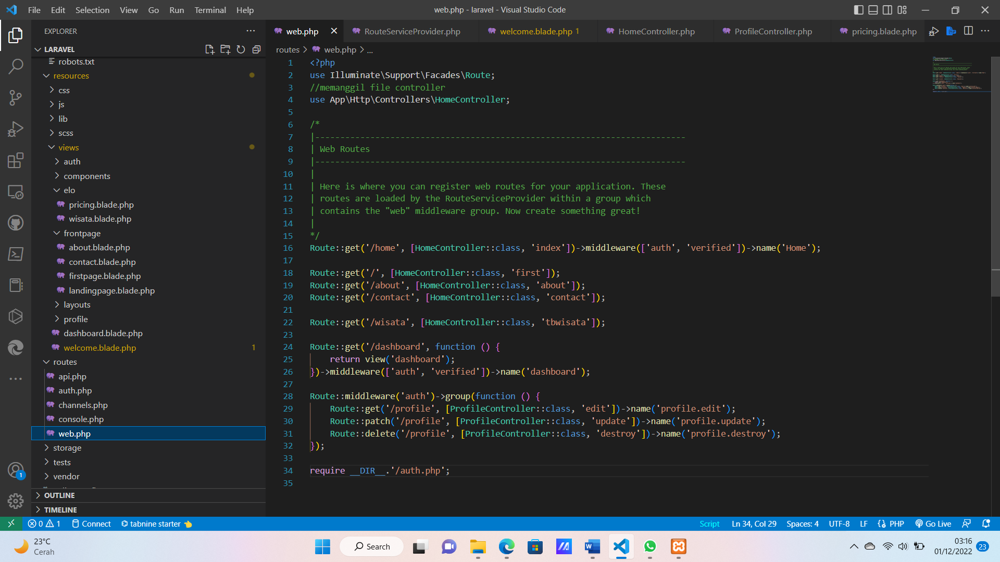 File Edit Selection View Go Run Terminal Help
web.php - laravel - Visual Studio Code
EXPLORER
LARAVEL
robots.txt
resources
css
js
lib
scss
views
auth
components
elo
pricing.blade.php
wisata.blade.php
frontpage
about.blade.php
contact.blade.php
firstpage.blade.php
landingpage.blade.php
layouts
profile
dashboard.blade.php
welcome.blade.php 1
routes
api.php
auth.php
channels.php
console.php
web.php
storage
tests
vendor
OUTLINE
TIMELINE
1
web.php RouteServiceProvider.php welcome.blade.php 1 HomeController.php ProfileController.php pricing.blade.php
routes > web.php > ...
1 <?php
2 use Illuminate\Support\Facades\Route;
3 //memanggil file controller
4 use App\Http\Controllers\HomeController;
5
6 /*
7 |--------------------------------------------------------------------------
8 | Web Routes
9 |--------------------------------------------------------------------------
10 |
11 | Here is where you can register web routes for your application. These
12 | routes are loaded by the RouteServiceProvider within a group which
13 | contains the "web" middleware group. Now create something great!
14 |
15 */
16 Route::get('/home', [HomeController::class, 'index'])->middleware(['auth', 'verified'])->name('Home');
17
18 Route::get('/', [HomeController::class, 'first']);
19 Route::get('/about', [HomeController::class, 'about']);
20 Route::get('/contact', [HomeController::class, 'contact']);
21
22 Route::get('/wisata', [HomeController::class, 'tbwisata']);
23
24 Route::get('/dashboard', function () {
25     return view('dashboard');
26 })->middleware(['auth', 'verified'])->name('dashboard');
27
28 Route::middleware('auth')->group(function () {
29     Route::get('/profile', [ProfileController::class, 'edit'])->name('profile.edit');
30     Route::patch('/profile', [ProfileController::class, 'update'])->name('profile.update');
31     Route::delete('/profile', [ProfileController::class, 'destroy'])->name('profile.destroy');
32 });
33
34 require __DIR__.'/auth.php';
35
0 1 Connect tabnine starter Script Ln 34, Col 29 Spaces: 4 UTF-8 LF PHP Go Live
23°C
Cerah
Search
03:16
01/12/2022 23